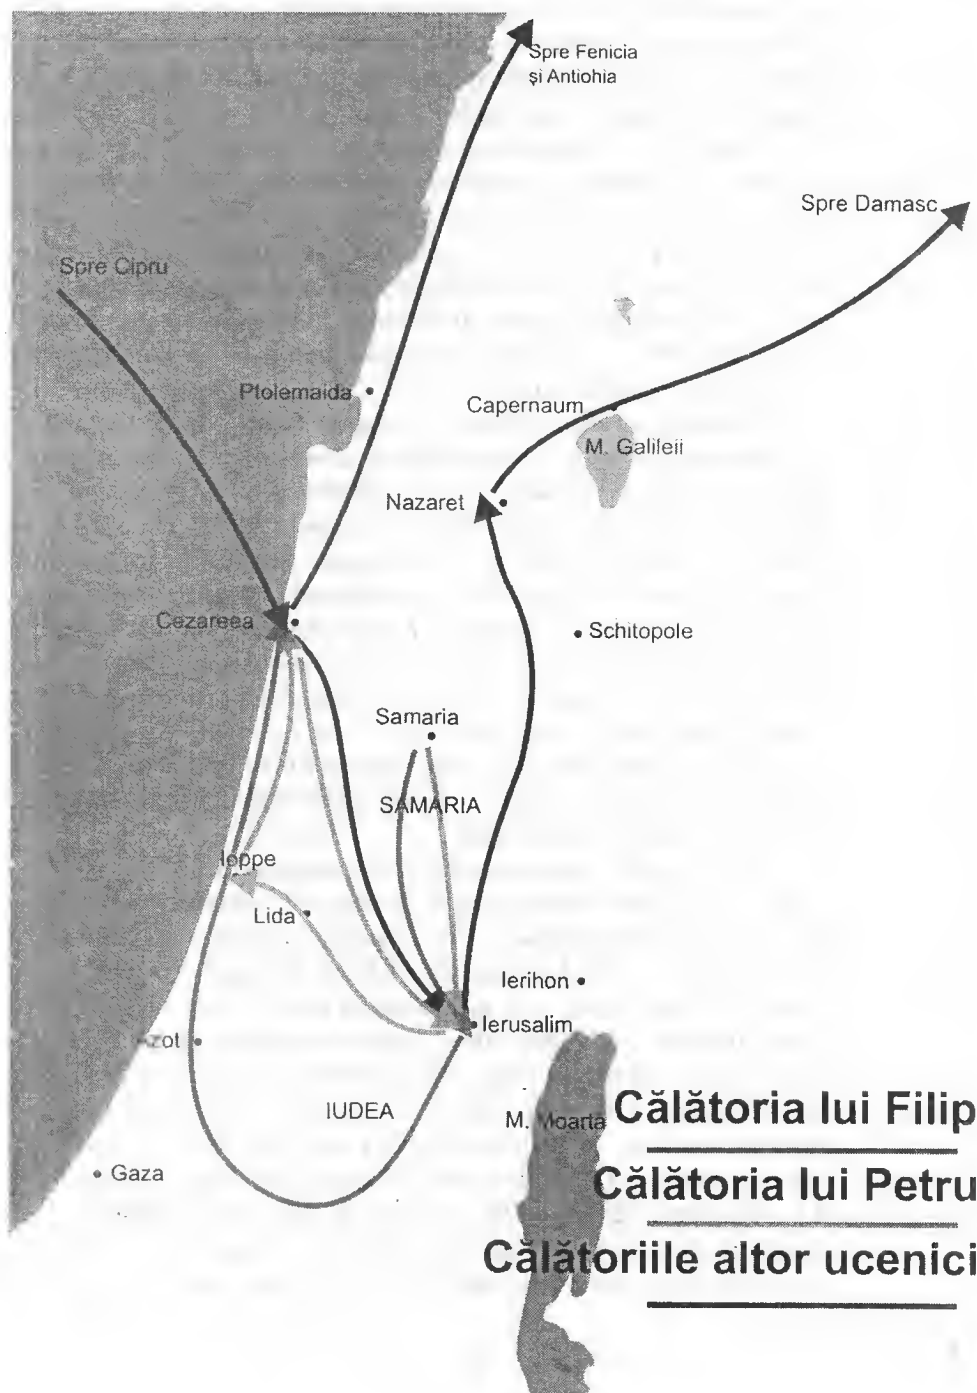 Spre Fenicia
și Antiohia
Spre Damasc
Spre Cipru
Ptolemaida
Capernaum
M. Galileii
Nazaret
Cezareea
Schitopole
Samaria
SAMARIA
Ioppe
Lida
Ierihon
Ierusalim
Azot
IUDEA
M. Moartă
Călătoria lui Filip
Gaza
Călătoria lui Petru
Călătoriile altor ucenici